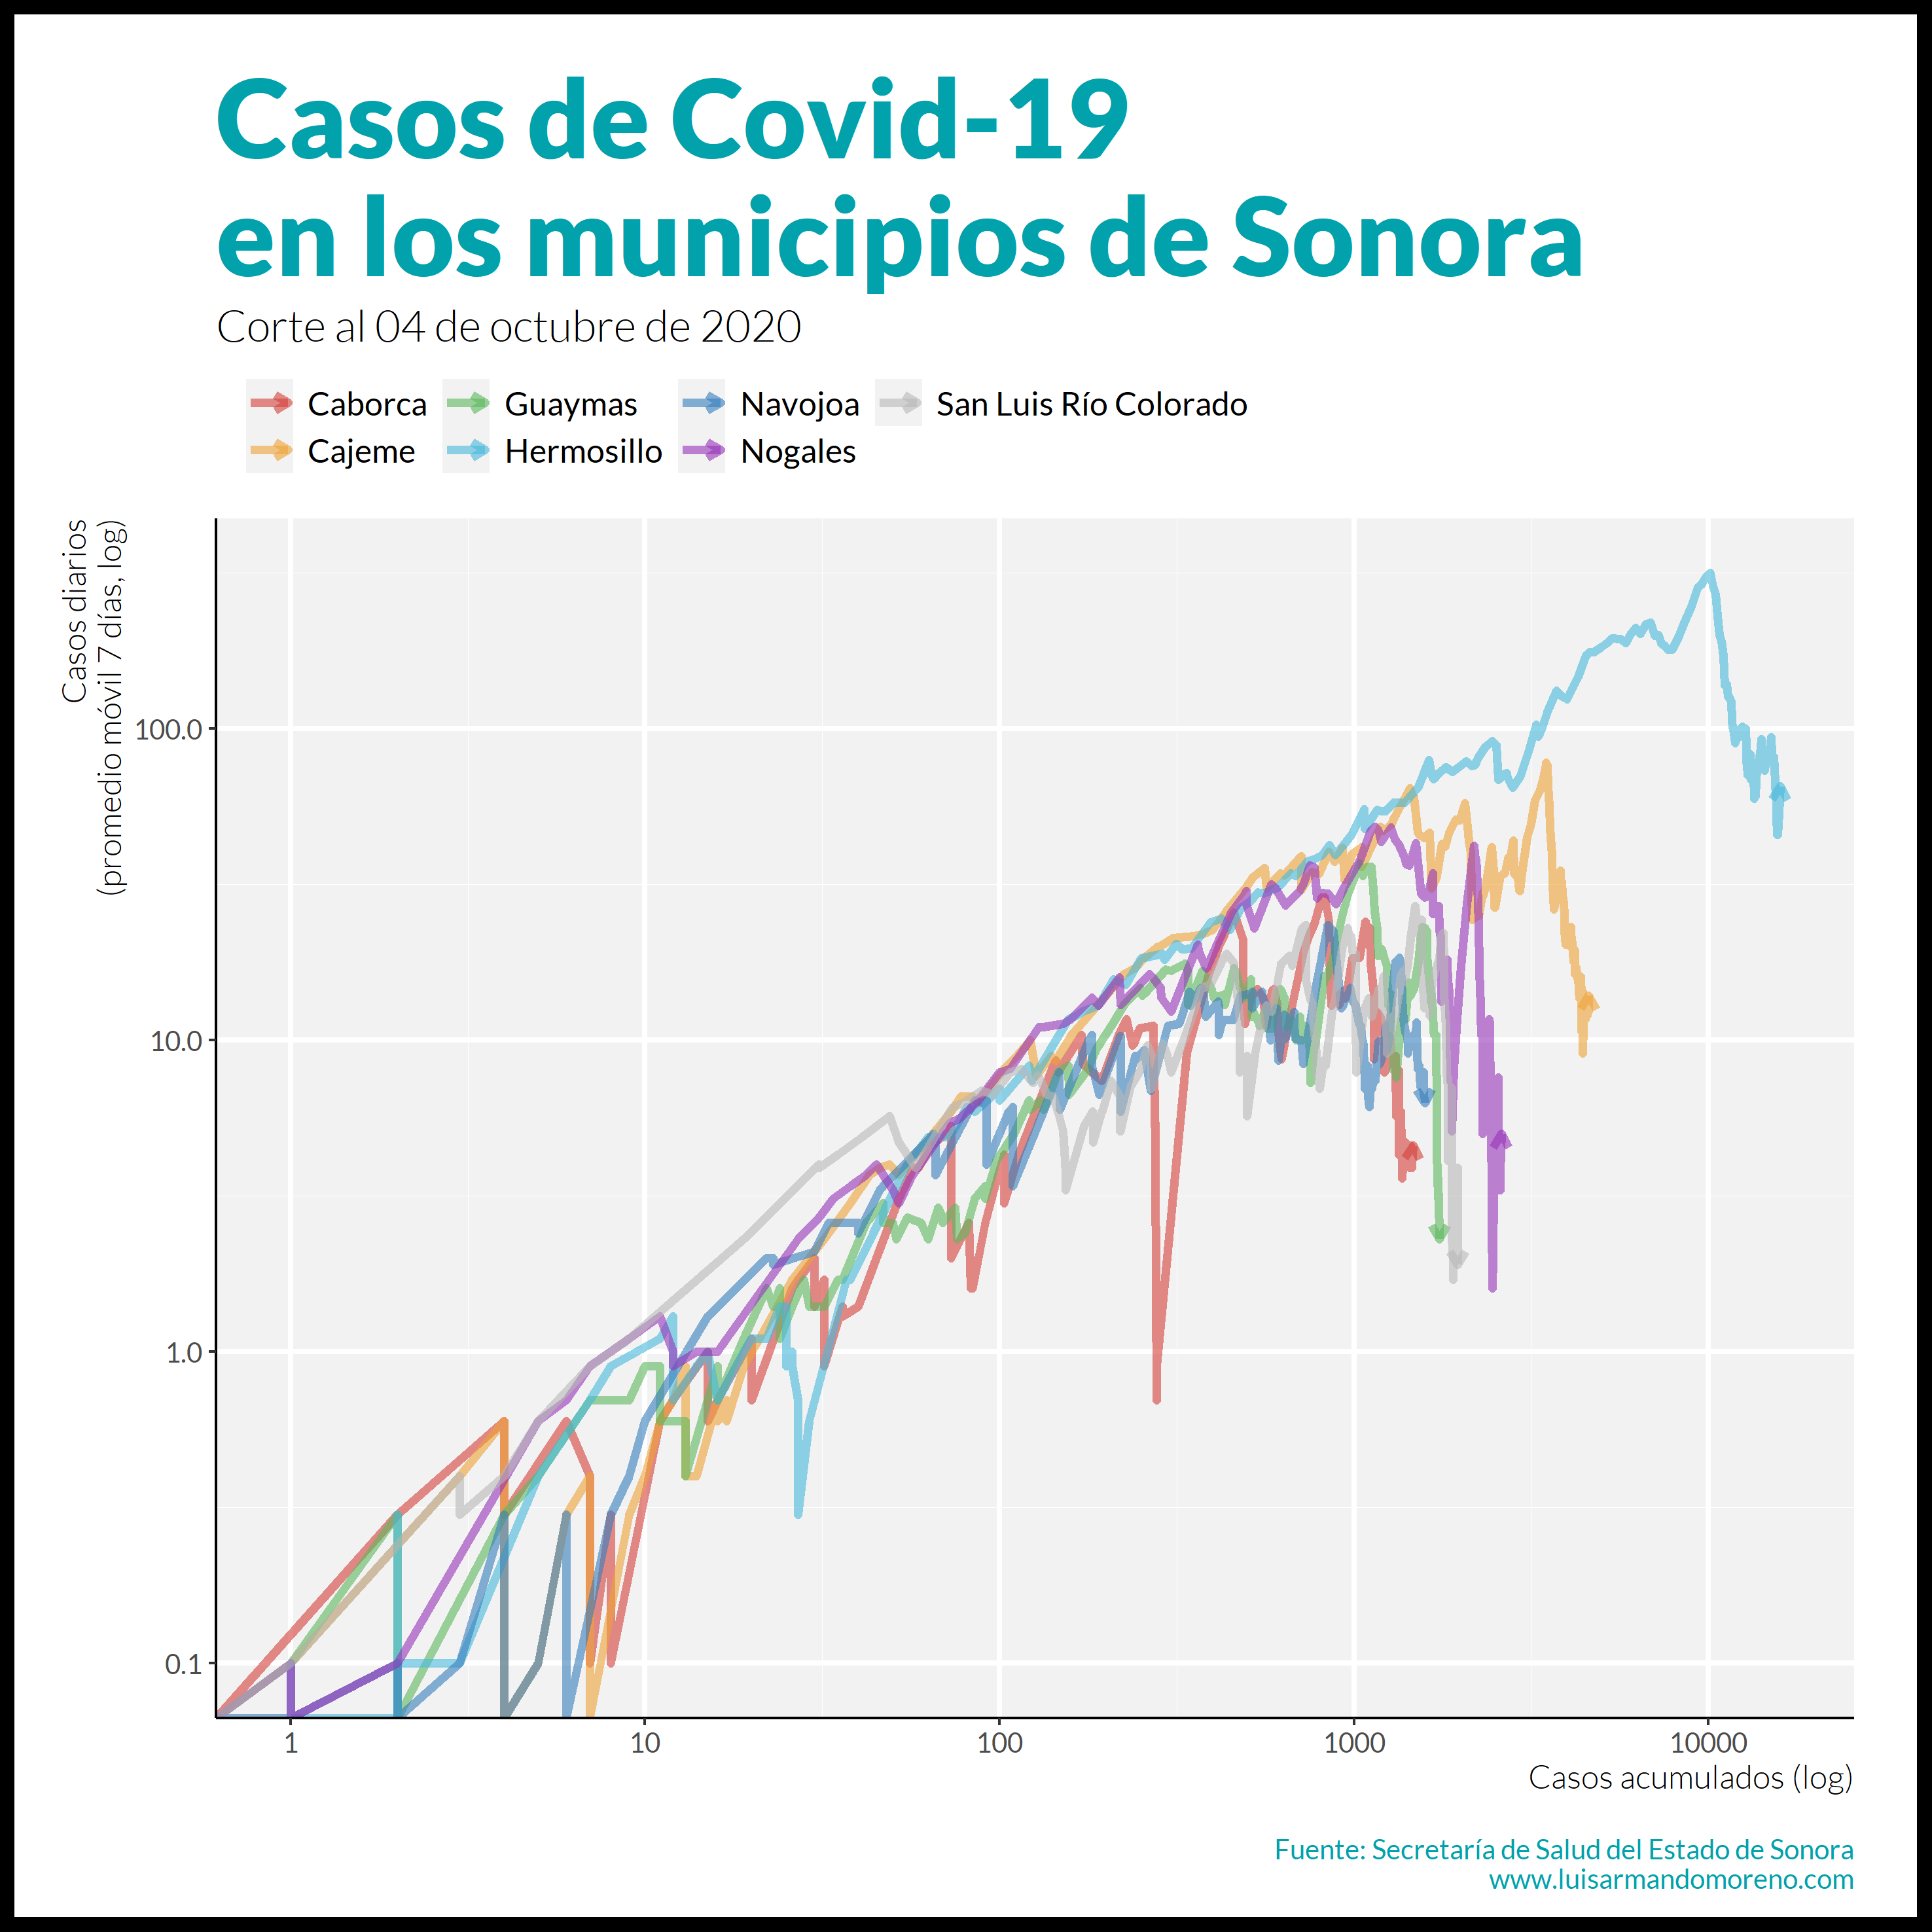 Casos de Covid-19
en los municipios de Sonora
Corte al 04 de octubre de 2020
Caborca
Guaymas
Navojoa
San Luis Río Colorado
Cajeme
Hermosillo
Nogales
Casos diarios
(promedio móvil 7 días, log)
100.0
10.0
1.0
0.1
1
10
100
1000
10000
Casos acumulados (log)
Fuente: Secretaría de Salud del Estado de Sonora
www.luisarmandomoreno.com